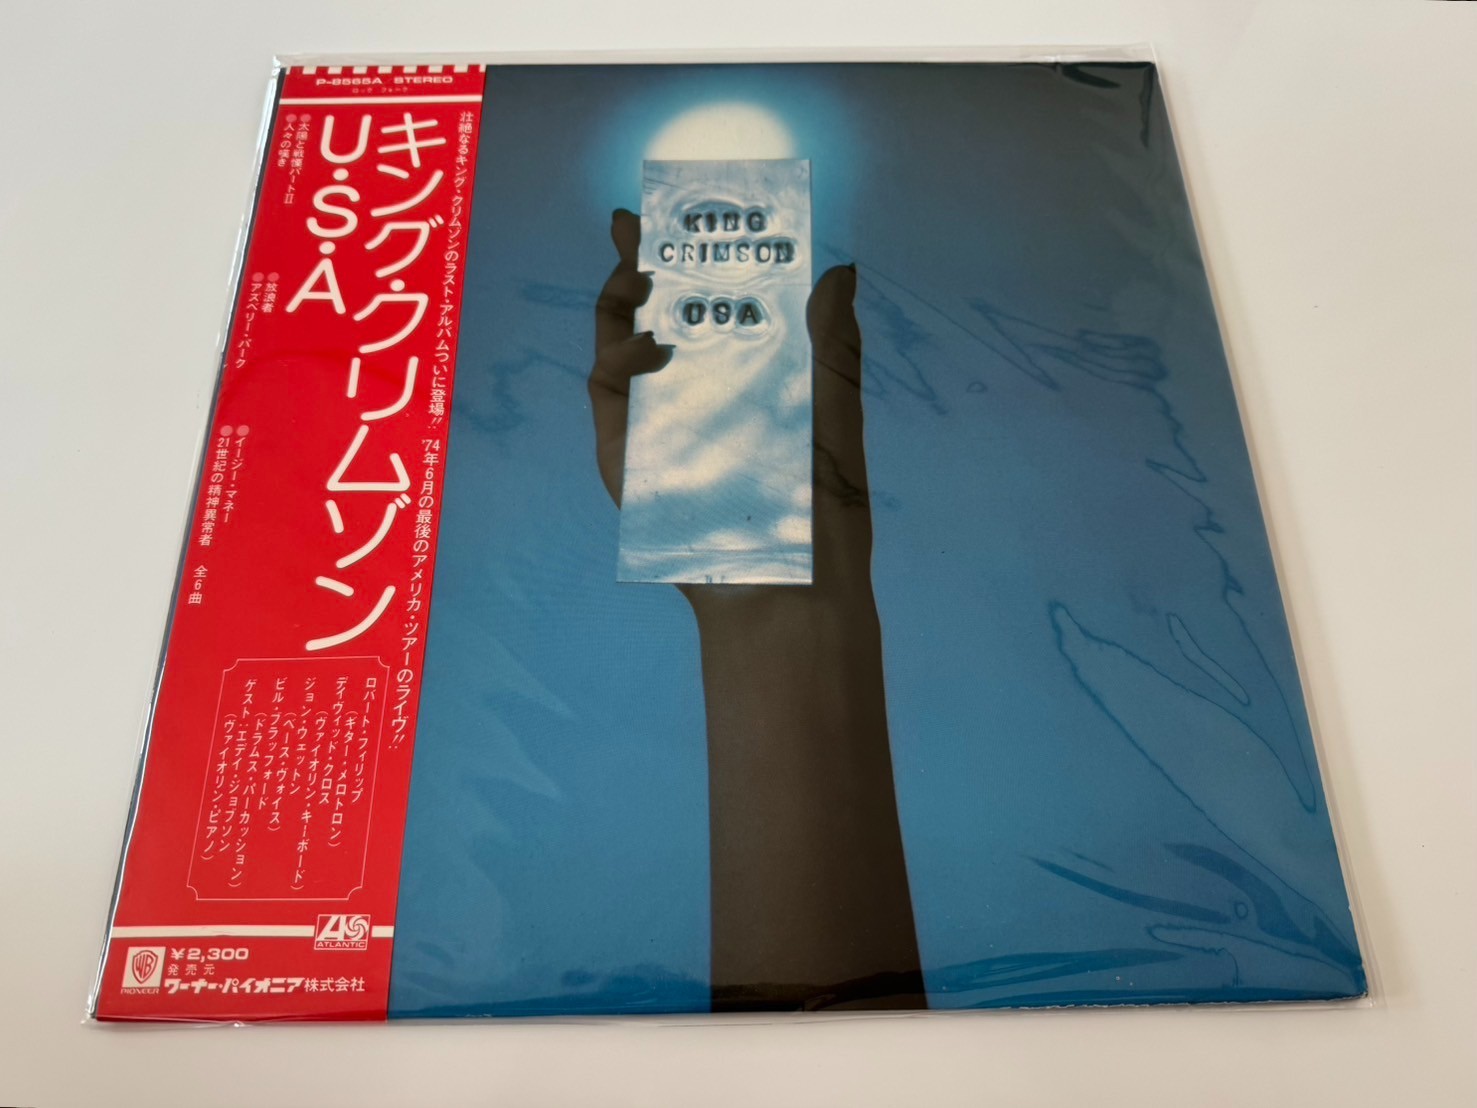 P-8565A STEREO
ロック フォーク
壮絶なるキング・クリムゾンのラスト・アルバムついに登場!! '74年6月の最後のアメリカ・ツアーのライヴ!!
キング・クリムゾン
U・S・A
●太陽と戦慄パートII
●人々の嘆き
●放浪者
●アズベリー・パーク
●イージー・マネー
●21世紀の精神異常者 全6曲
ロバート・フィリップ
(ギター・メロトロン)
デイヴィッド・クロス
(ヴァイオリン・キーボード)
ジョン・ウェットン
(ベース・ヴォイス)
ビル・ブラッフォード
(ドラムス・パーカッション)
ゲスト:エディ・ジョブソン
(ヴァイオリン・ピアノ)
ATLANTIC
WB
PIONEER
¥2,300
発売元
ワーナー・パイオニア株式会社
KING
CRIMSON
USA